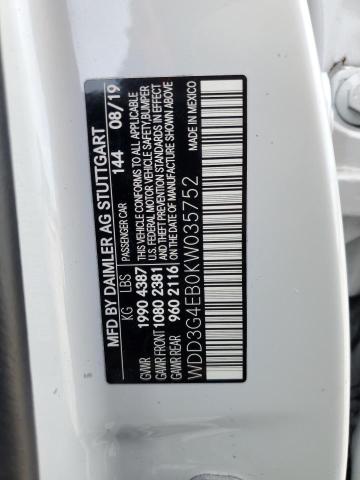 MFD BY DAIMLER AG STUTTGART
PASSENGER CAR 144 08/19
KG LBS THIS VEHICLE CONFORMS TO ALL APPLICABLE
U.S. FEDERAL MOTOR VEHICLE SAFETY, BUMPER
GVWR 1990 4387 AND THEFT PREVENTION STANDARDS IN EFFECT
GAWR FRONT 1080 2381 ON THE DATE OF MANUFACTURE SHOWN ABOVE
GAWR REAR 960 2116
WDD3G4EB0KW035752
MADE IN MEXICO